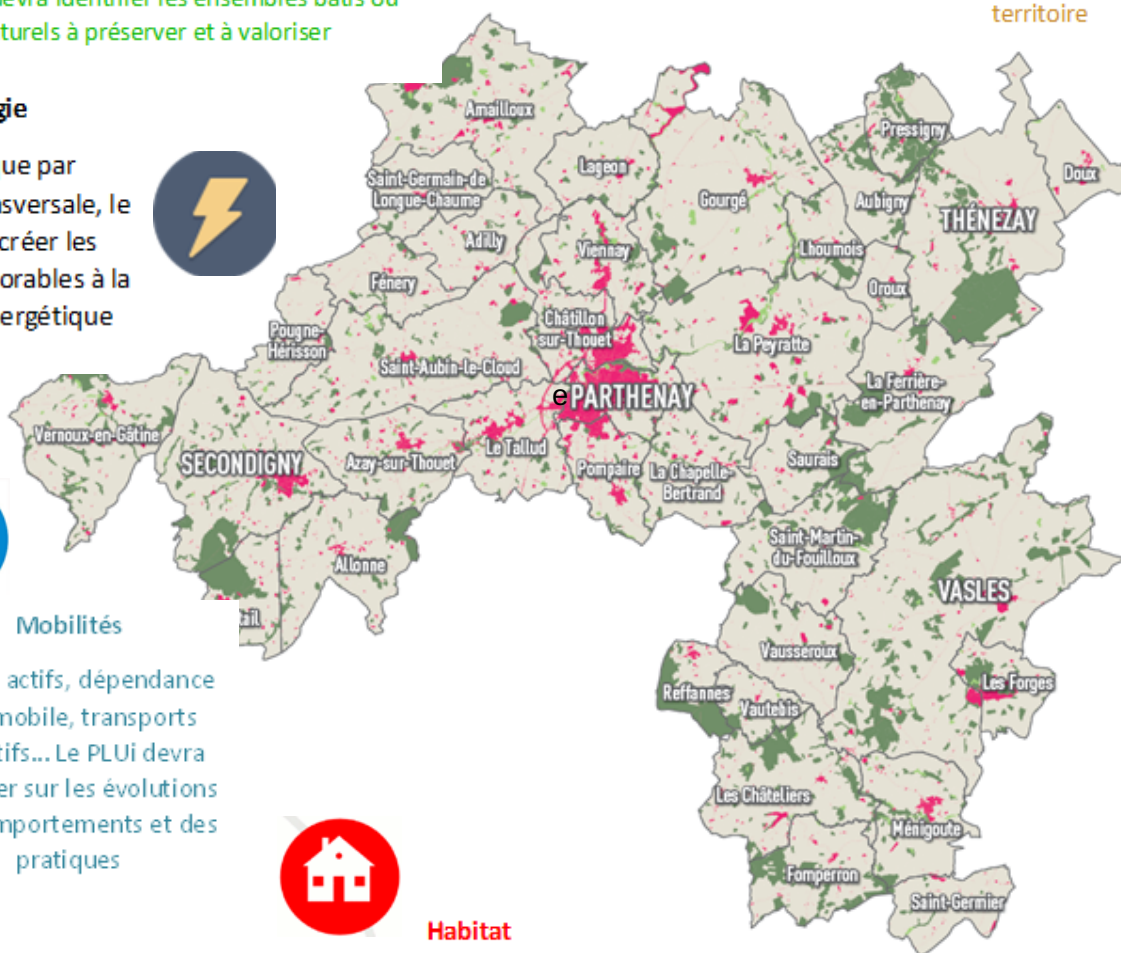 devra identifier les ensembles bâtis ou
turels à préserver et à valoriser
territoire
gie
que par
nsversale, le
créer les
orables à la
ergétique
Amailloux
Pressigny
Lageon
Doux
Saint-Germain-de
Longue-Chaume
Gourgé
Aubigny
THÉNEZAY
Adilly
Viennay
Lhoumois
Fénery
Oroux
Châtillon
sur-Thouet
Pougne-
Hérisson
La Peyratte
Saint-Aubin-le-Cloud
La Ferrière-
en-Parthenay
e PARTHENAY
Vernoux-en-Gâtine
SECONDIGNY
Azay-sur-Thouet
Le Tallud
Pompaire
La Chapelle-
Bertrand
Saurais
Saint-Martin-
du-Fouilloux
Allonne
VASLES
tail
Vausseroux
Les Forges
Reffannes
Vautebis
Les Châteliers
Ménigoute
Fomperron
Saint-Germier
Mobilités
actifs, dépendance
mobile, transports
tifs... Le PLUi devra
er sur les évolutions
mportements et des
pratiques
Habitat